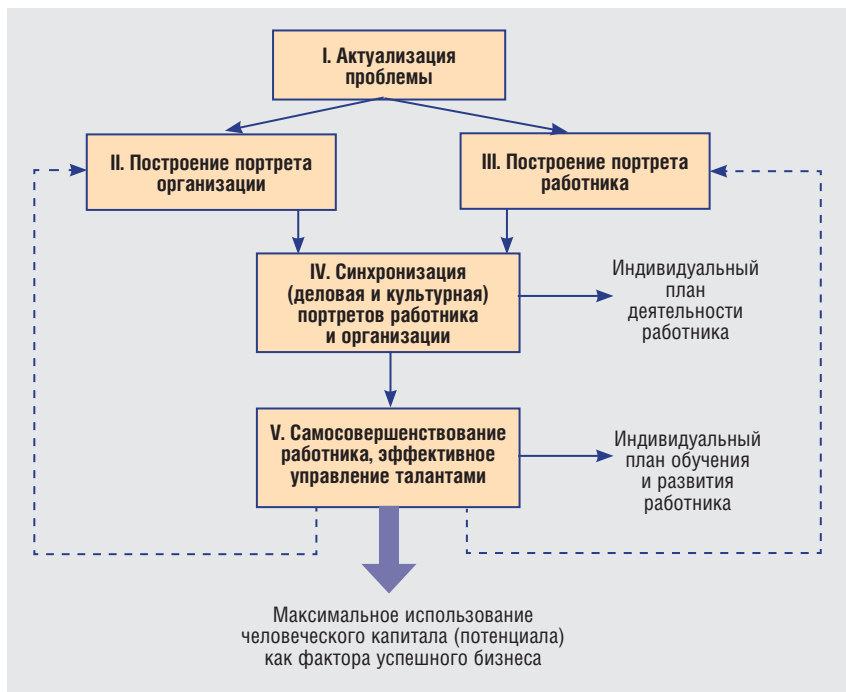 I. Актуализация
проблемы
II. Построение портрета
организации
III. Построение портрета
работника
IV. Синхронизация
(деловая и культурная)
портретов работника
и организации
Индивидуальный
план
деятельности
работника
V. Самосовершенствование
работника, эффективное
управление талантами
Индивидуальный
план обучения
и развития
работника
Максимальное использование
человеческого капитала (потенциала)
как фактора успешного бизнеса